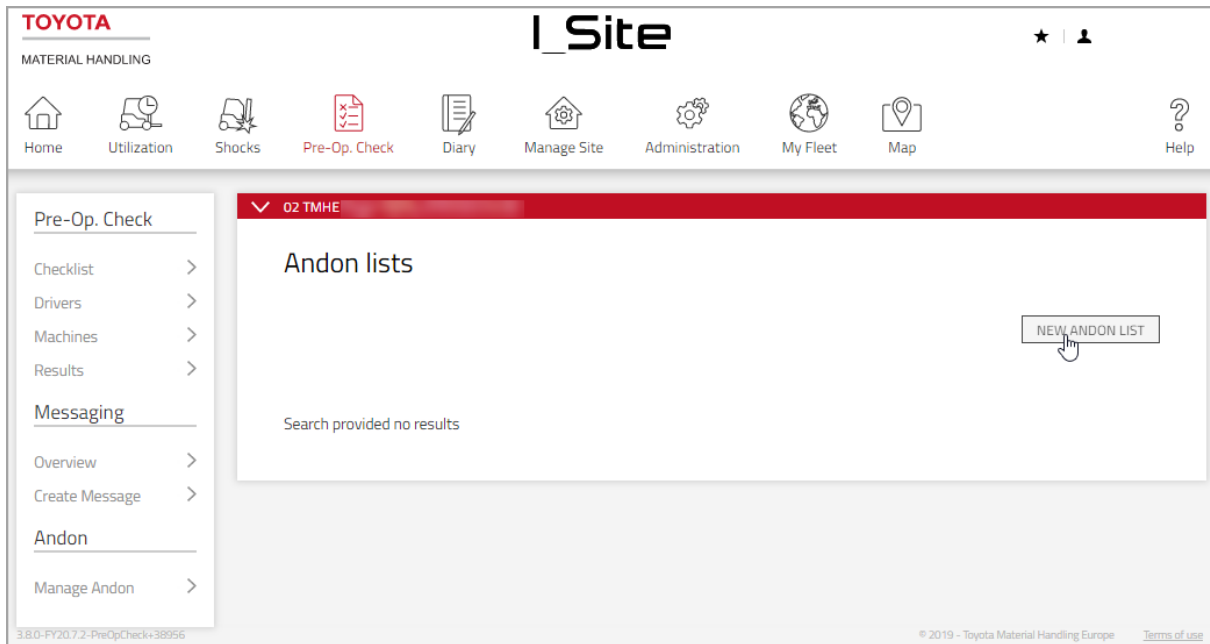 TOYOTA
MATERIAL HANDLING
I_Site
Home Utilization Shocks Pre-Op. Check Diary Manage Site Administration My Fleet Map Help
Pre-Op. Check
Checklist
Drivers
Machines
Results
Messaging
Overview
Create Message
Andon
Manage Andon
02 TMHE
Andon lists
NEW ANDON LIST
Search provided no results
3.8.0-FY20.7.2-PreOpCheck+38956
© 2019 - Toyota Material Handling Europe Terms of use